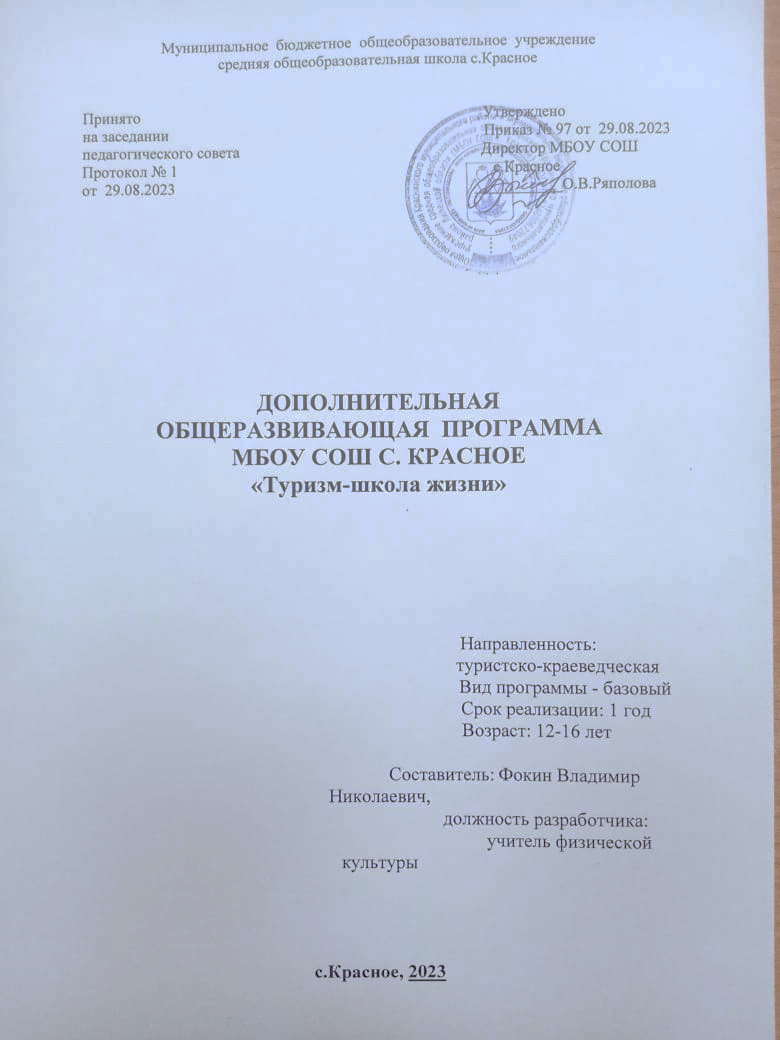 Муниципальное бюджетное общеобразовательное учреждение
средняя общеобразовательная школа с.Красное
Принято
на заседании
педагогического совета
Протокол № 1
от 29.08.2023
Утверждено
Приказ № 97 от 29.08.2023
Директор МБОУ СОШ
с.Красное
О.В.Ряполова
ДОПОЛНИТЕЛЬНАЯ
ОБЩЕРАЗВИВАЮЩАЯ ПРОГРАММА
МБОУ СОШ С. КРАСНОЕ
«Туризм-школа жизни»
Направленность:
туристско-краеведческая
Вид программы - базовый
Срок реализации: 1 год
Возраст: 12-16 лет
Составитель: Фокин Владимир
Николаевич,
должность разработчика:
учитель физической
культуры
с.Красное, 2023